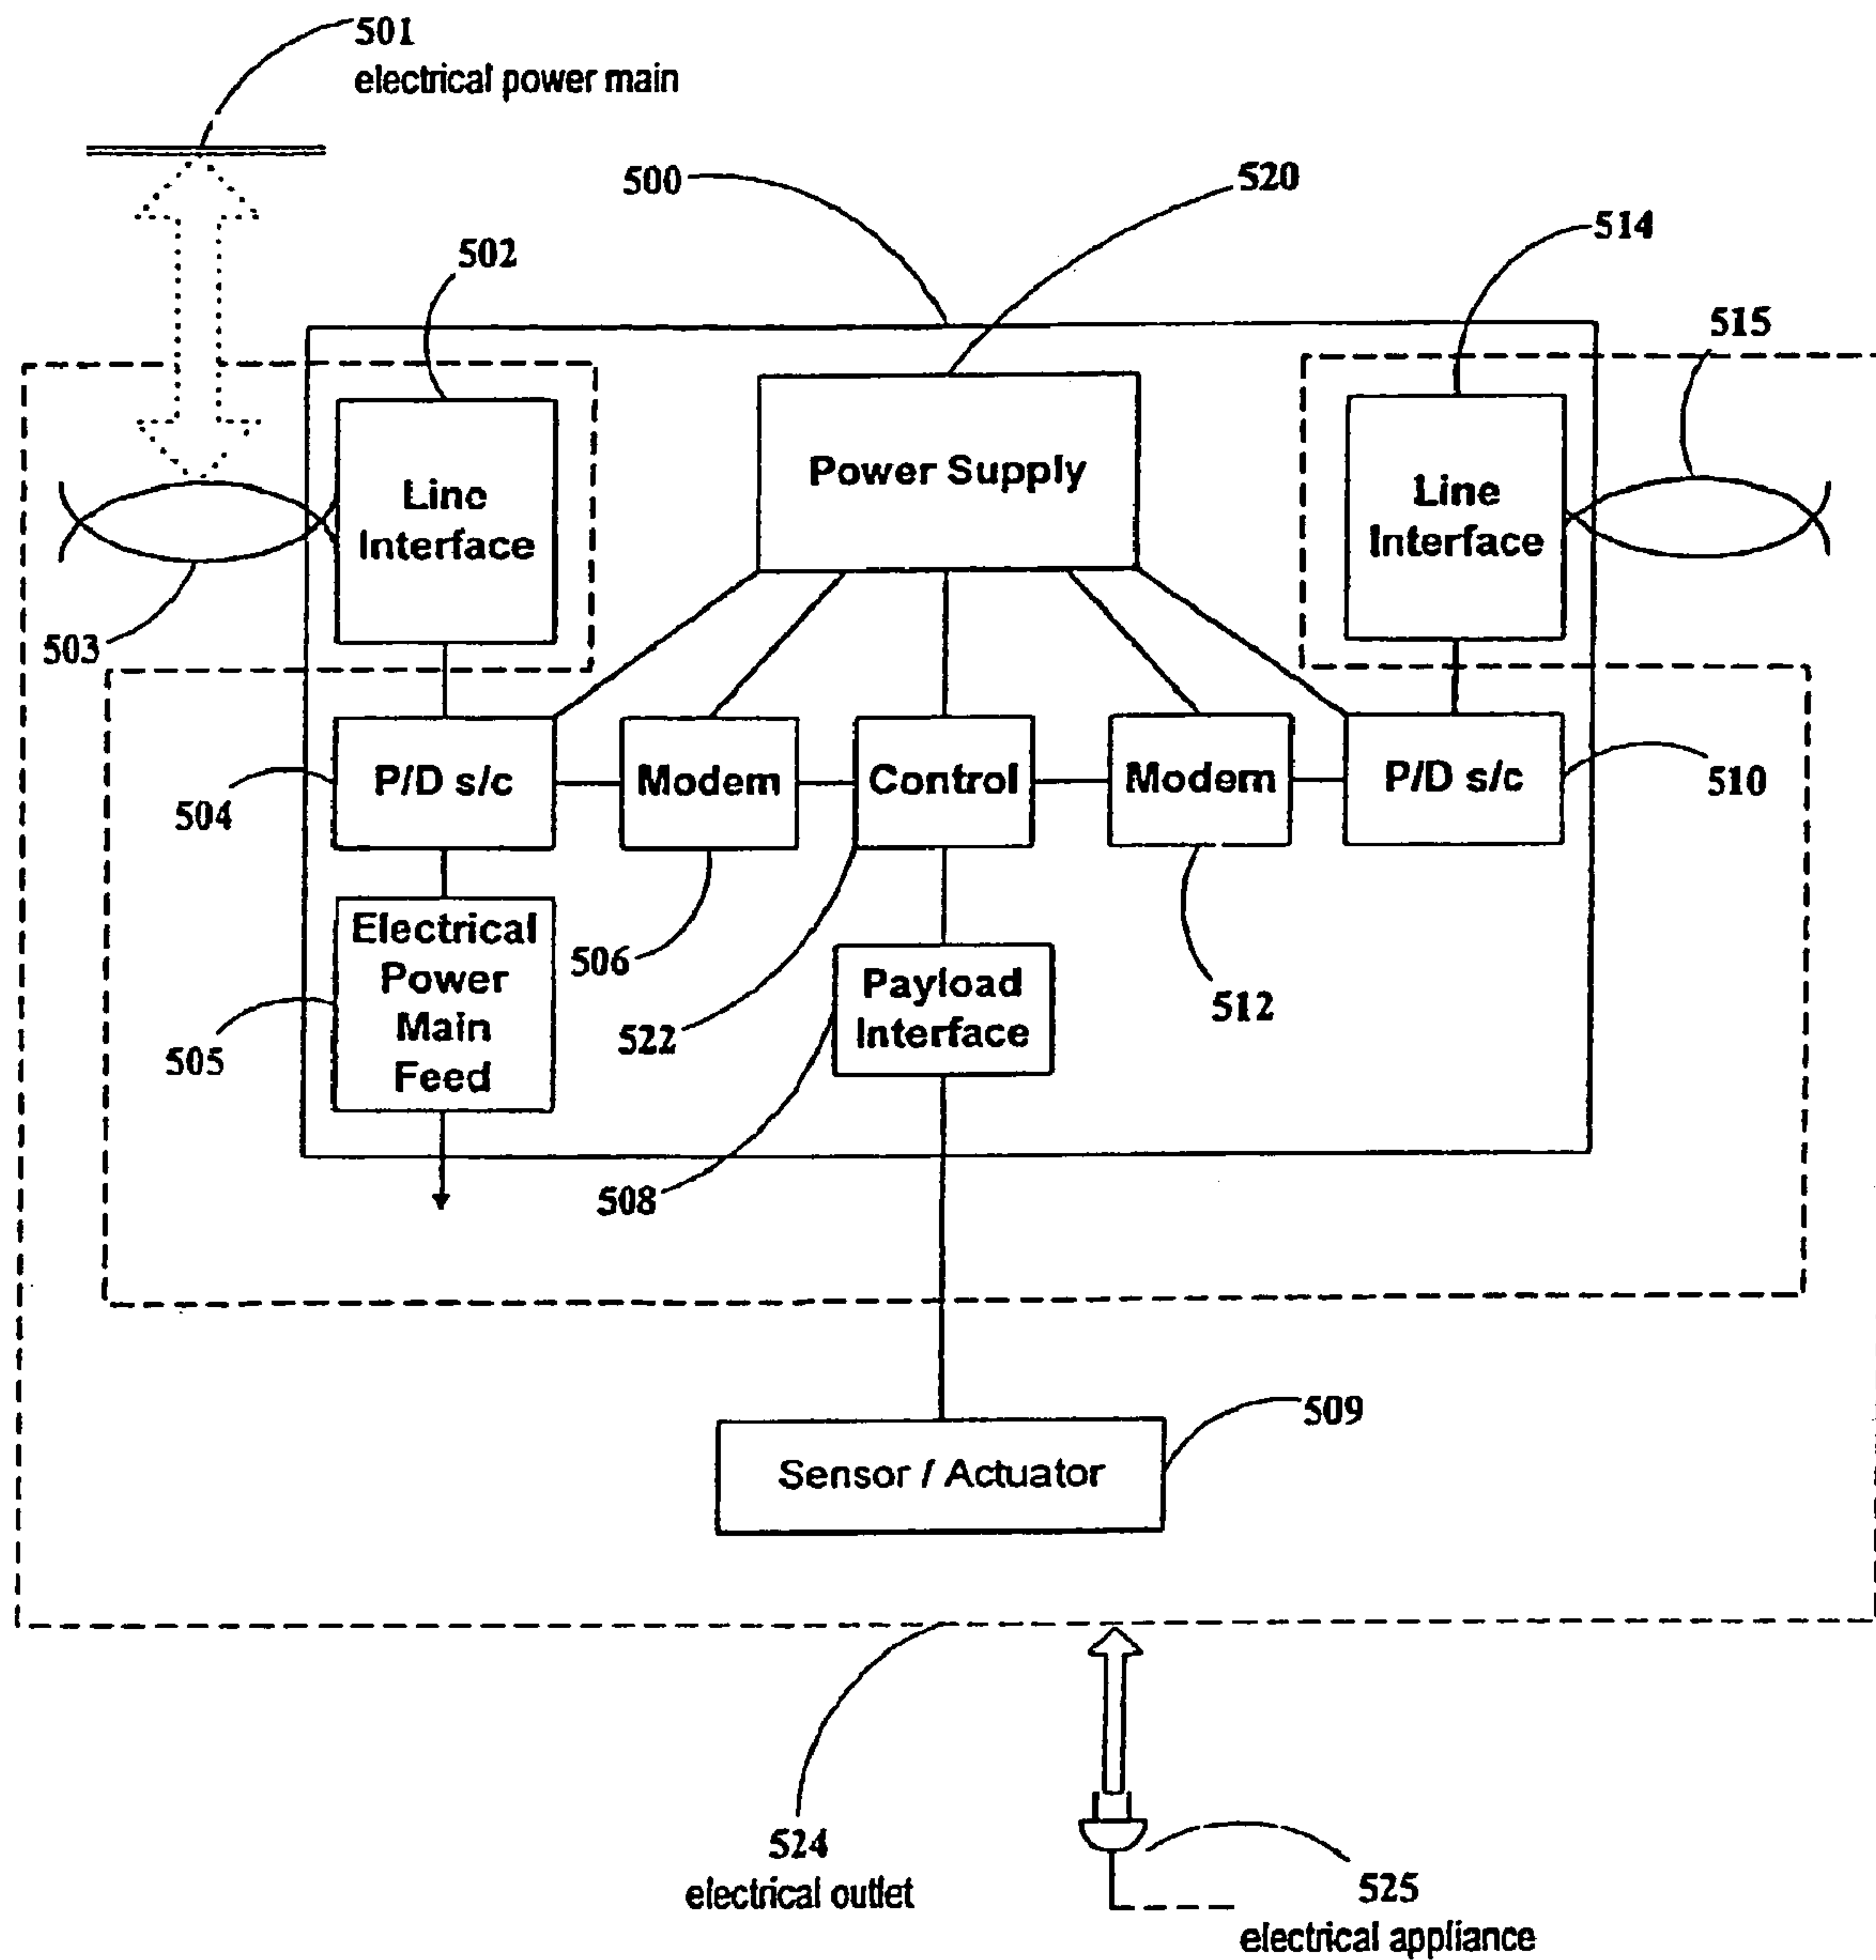 501
electrical power main
500
520
514
502
515
Power Supply
Line
Interface
Line
Interface
503
P/D s/c
Modem
Control
Modem
P/D s/c
504
510
Electrical
Power
Main
Feed
506
522
Payload
Interface
512
505
508
509
Sensor / Actuator
524
electrical outlet
525
electrical appliance